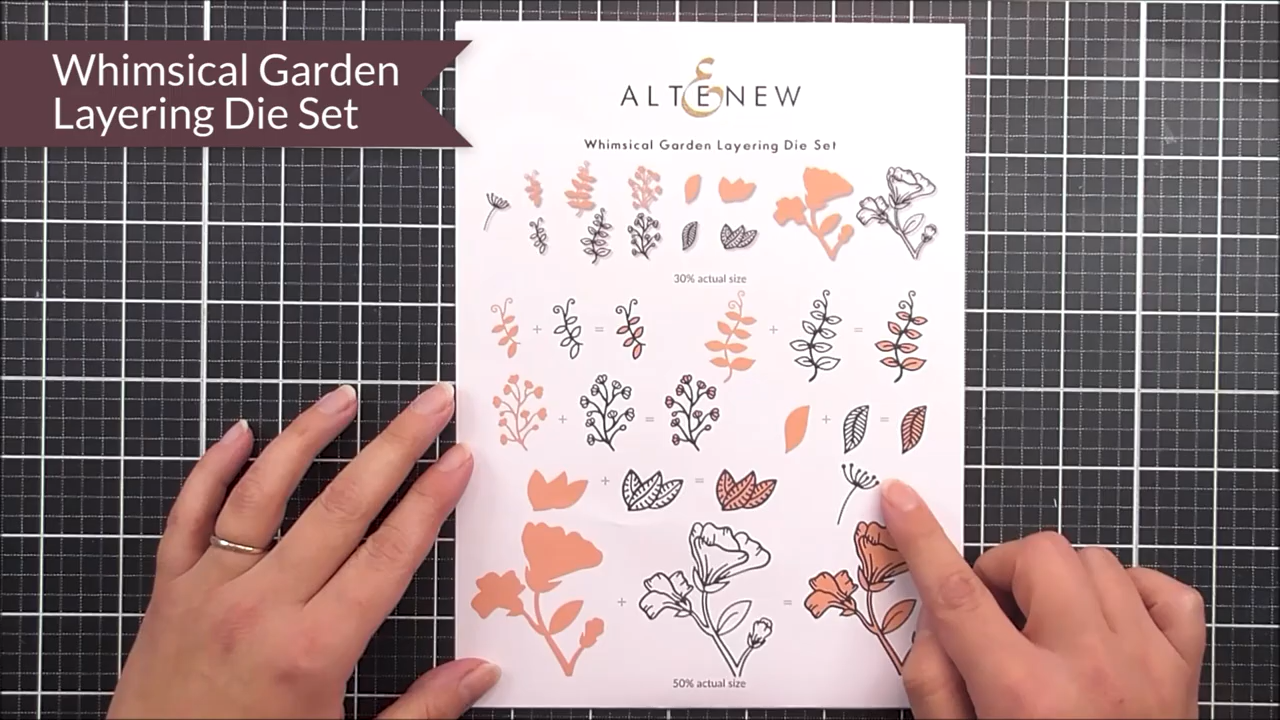 Whimsical Garden
Layering Die Set
ALTENEW
Whimsical Garden Layering Die Set
30% actual size
+ = + =
+ = + =
+ =
+ =
50% actual size